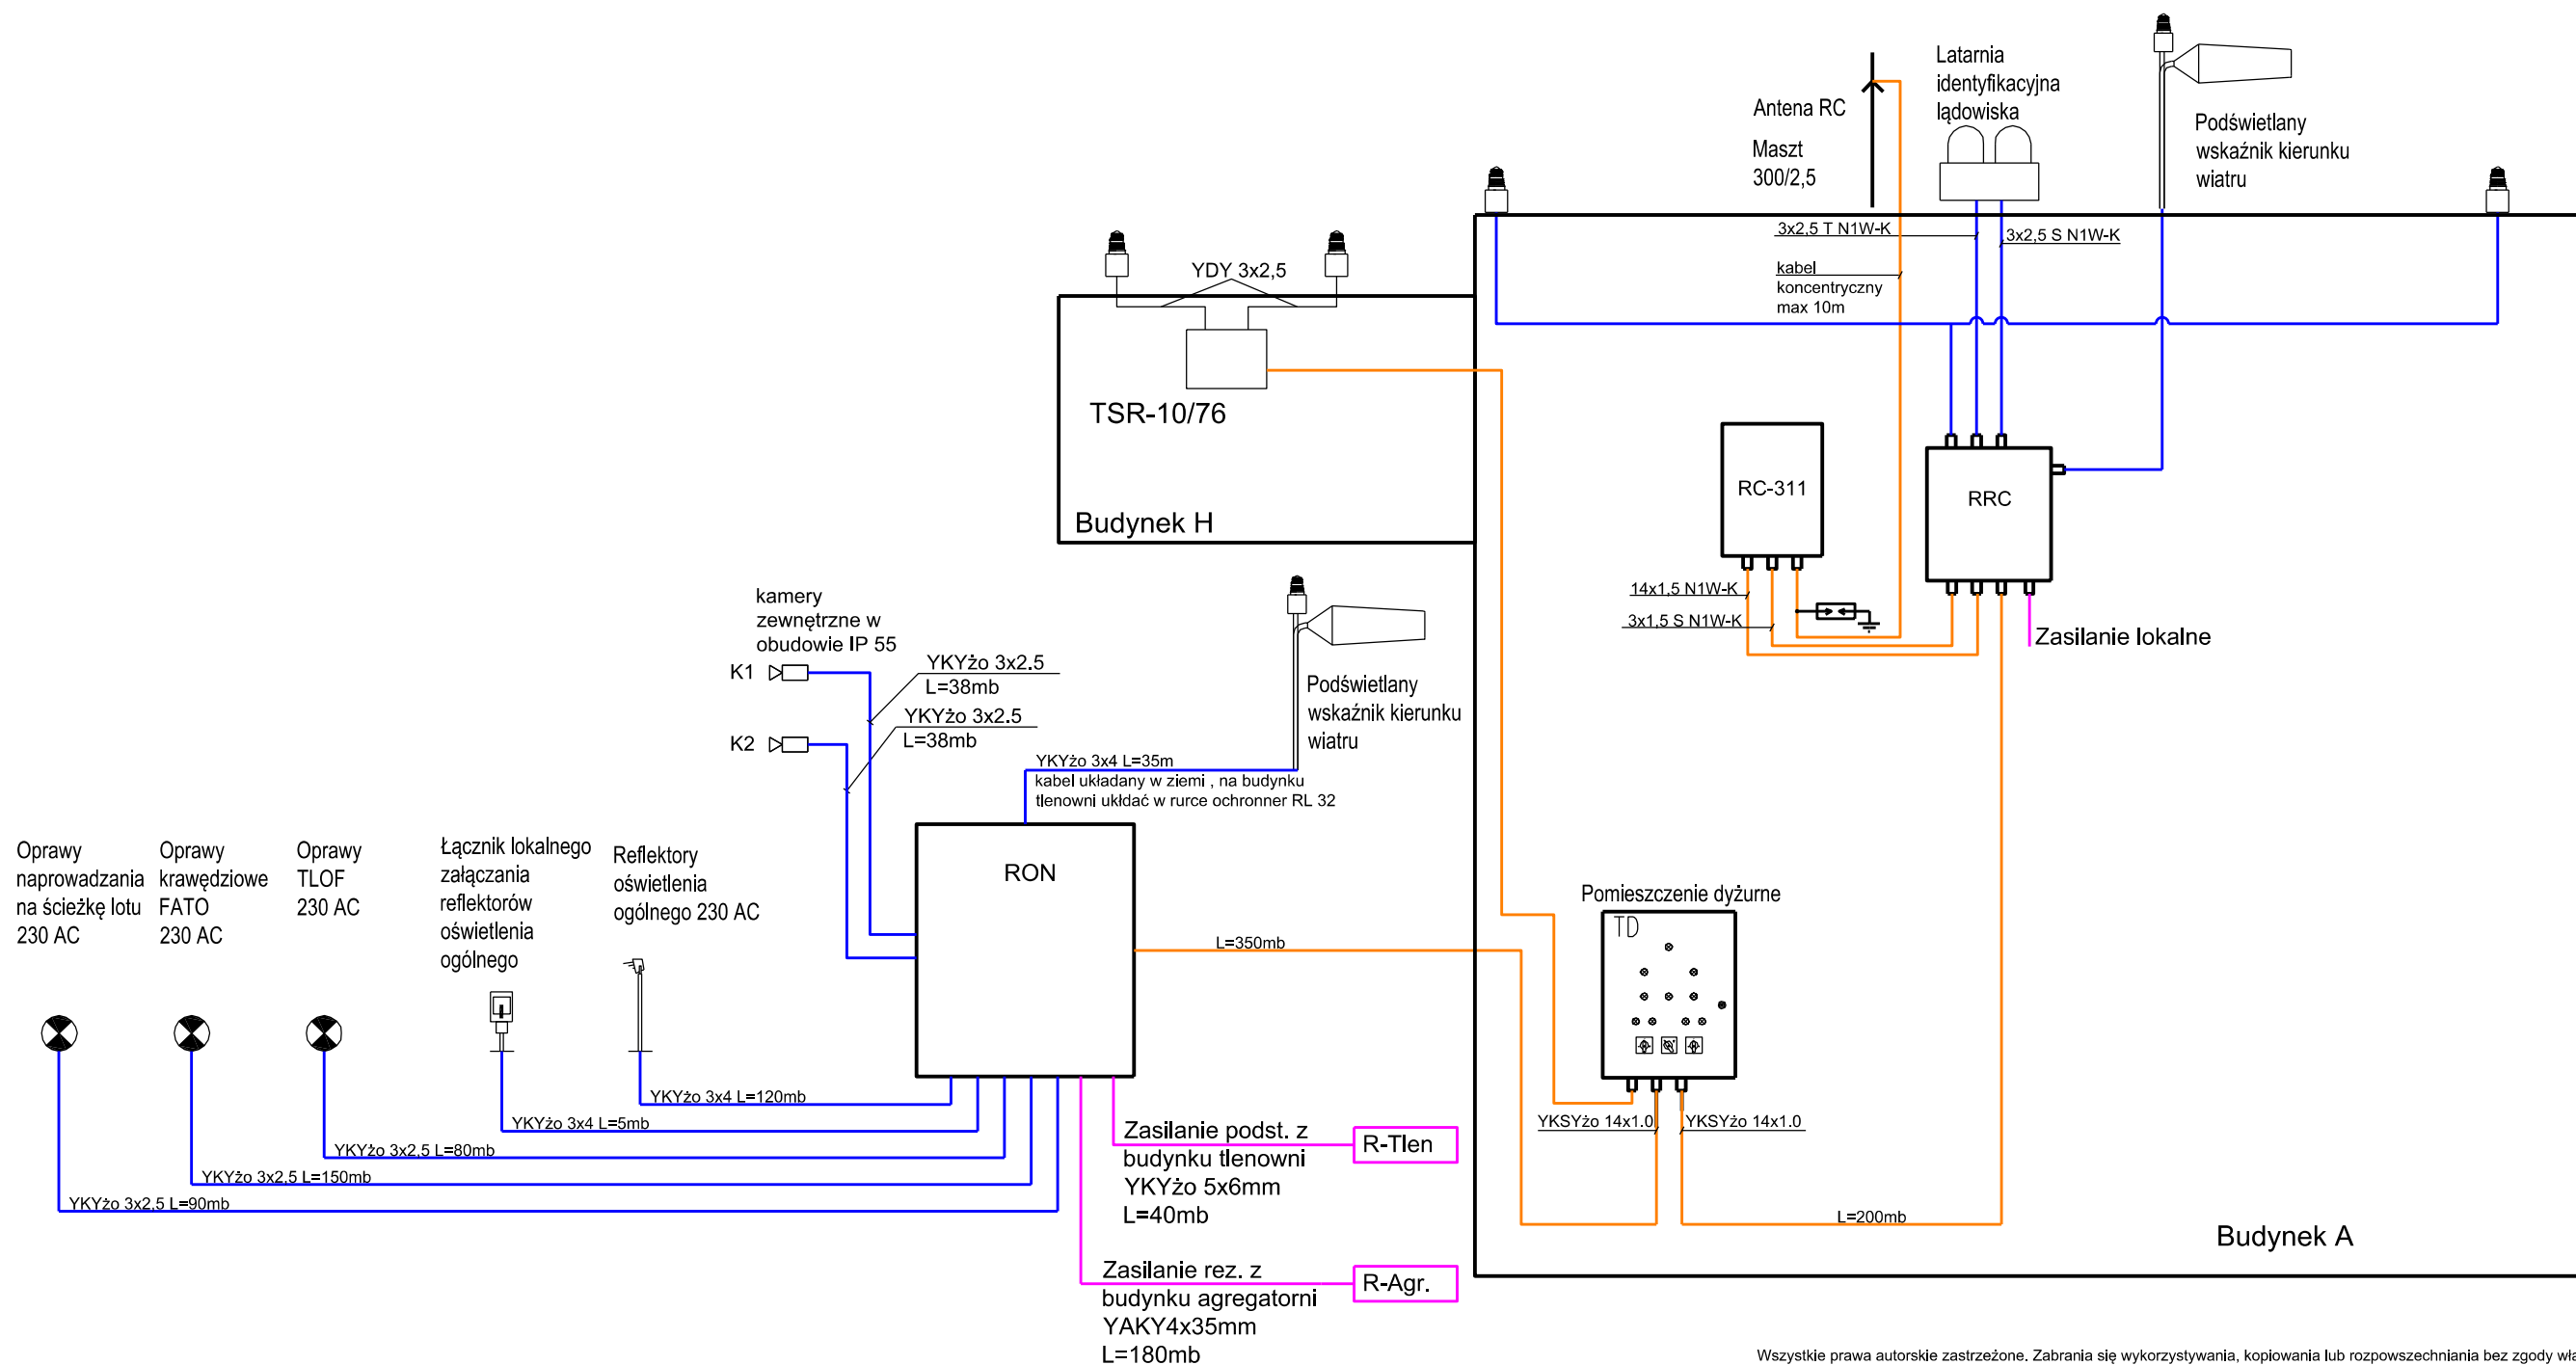 Antena RC
Maszt
300/2,5
Latarnia
identyfikacyjna
lądowiska
Podświetlany
wskaźnik kierunku
wiatru
3x2,5 T N1W-K
3x2,5 S N1W-K
kabel
koncentryczny
max 10m
YDY 3x2,5
TSR-10/76
Budynek H
RC-311
RRC
14x1,5 N1W-K
3x1,5 S N1W-K
Zasilanie lokalne
kamery
zewnętrzne w
obudowie IP 55
K1
K2
YKYżo 3x2.5
L=38mb
YKYżo 3x2.5
L=38mb
Podświetlany
wskaźnik kierunku
wiatru
YKYżo 3x4 L=35m
kabel układany w ziemi , na budynku
tlenowni ukłdać w rurce ochronner RL 32
Oprawy
naprowadzania
na ścieżkę lotu
230 AC
Oprawy
krawędziowe
FATO
230 AC
Oprawy
TLOF
230 AC
Łącznik lokalnego
załączania
reflektorów
oświetlenia
ogólnego
Reflektory
oświetlenia
ogólnego 230 AC
RON
L=350mb
Pomieszczenie dyżurne
TD
YKYżo 3x4 L=120mb
YKYżo 3x4 L=5mb
YKYżo 3x2,5 L=80mb
YKYżo 3x2,5 L=150mb
YKYżo 3x2,5 L=90mb
YKSYżo 14x1.0
YKSYżo 14x1.0
Zasilanie podst. z
budynku tlenowni
YKYżo 5x6mm
L=40mb
R-Tlen
L=200mb
Budynek A
Zasilanie rez. z
budynku agregatorni
YAKY4x35mm
L=180mb
R-Agr.
Wszystkie prawa autorskie zastrzeżone. Zabrania się wykorzystywania, kopiowania lub rozpowszechniania bez zgody